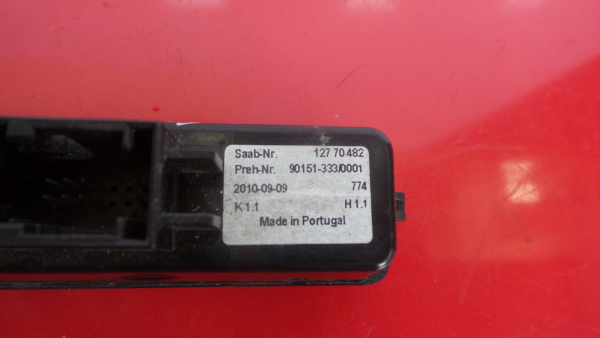 Saab-Nr. 127 70 482
Preh-Nr. 90151-333/0001
2010-09-09 774
K 1.1 H 1.1
Made in Portugal